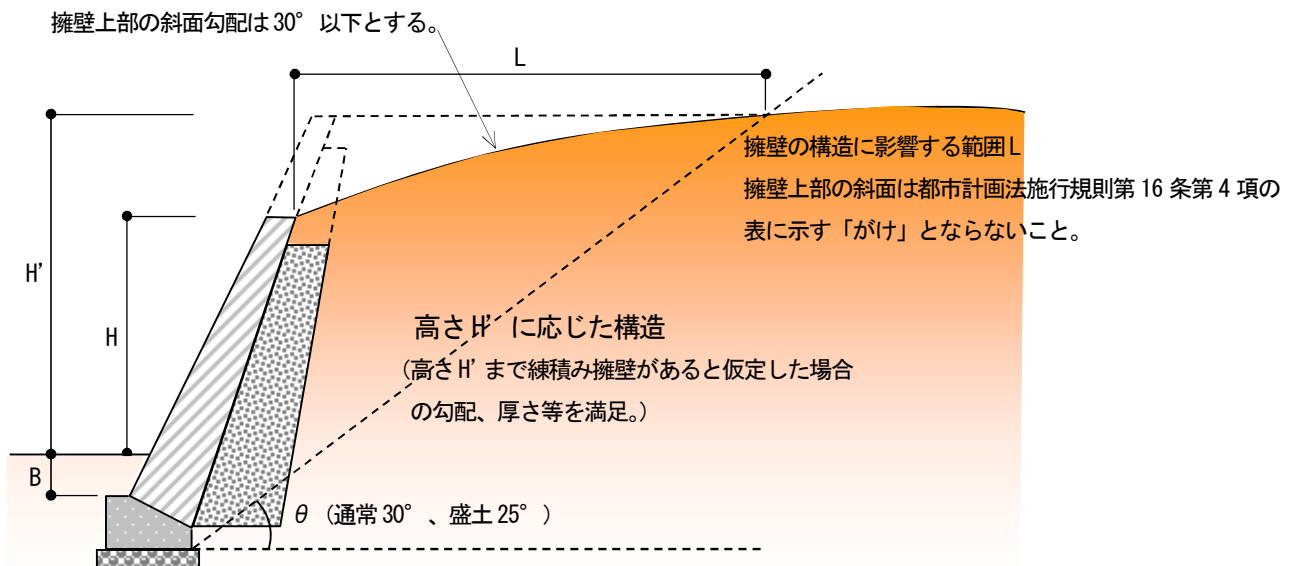 擁壁上部の斜面勾配は30°以下とする。
L
擁壁の構造に影響する範囲L
擁壁上部の斜面は都市計画法施行規則第16条第4項の
表に示す「がけ」とならないこと。
H'
H
高さH'に応じた構造
(高さH'まで練積み擁壁があると仮定した場合
の勾配、厚さ等を満足。)
B
θ(通常30°、盛土25°)